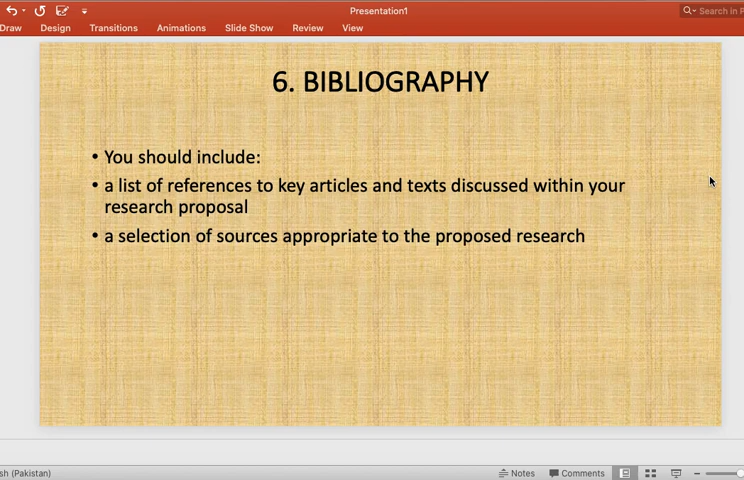 Presentation1
Search in P
Draw Design Transitions Animations Slide Show Review View
6. BIBLIOGRAPHY
• You should include:
• a list of references to key articles and texts discussed within your
research proposal
• a selection of sources appropriate to the proposed research
sh (Pakistan) Notes Comments